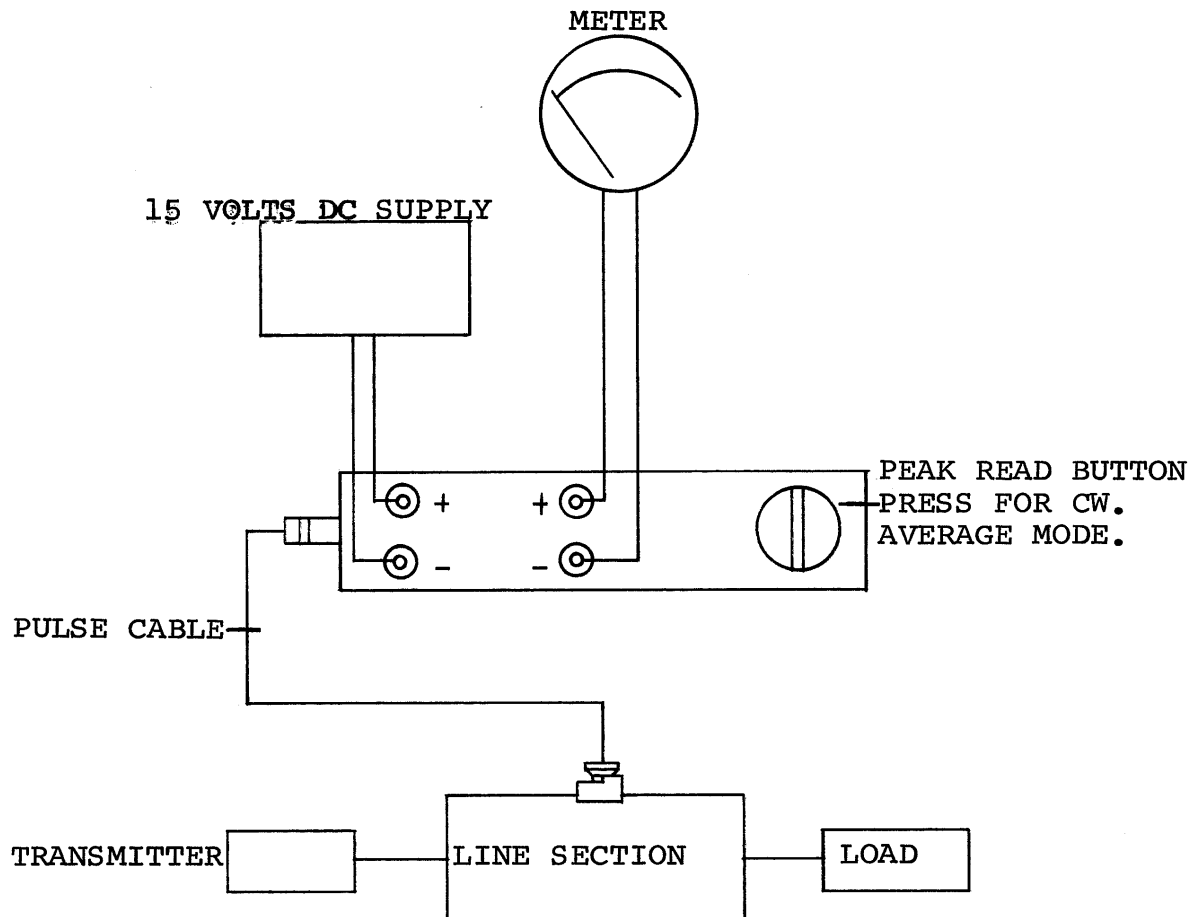 METER
15 VOLTS DC SUPPLY
+ +
- -
PEAK READ BUTTON
PRESS FOR CW.
AVERAGE MODE.
PULSE CABLE
TRANSMITTER
LINE SECTION
LOAD